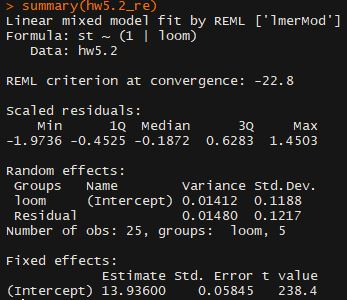 > summary(hw5.2_re)
Linear mixed model fit by REML ['lmerMod']
Formula: st ~ (1 | loom)
   Data: hw5.2

REML criterion at convergence: -22.8

Scaled residuals:
    Min      1Q  Median      3Q     Max
-1.9736 -0.4525 -0.1872  0.6283  1.4503

Random effects:
 Groups   Name        Variance Std.Dev.
 loom     (Intercept) 0.01412  0.1188
 Residual             0.01480  0.1217
Number of obs: 25, groups:  loom, 5

Fixed effects:
            Estimate Std. Error t value
(Intercept) 13.93600    0.05845   238.4